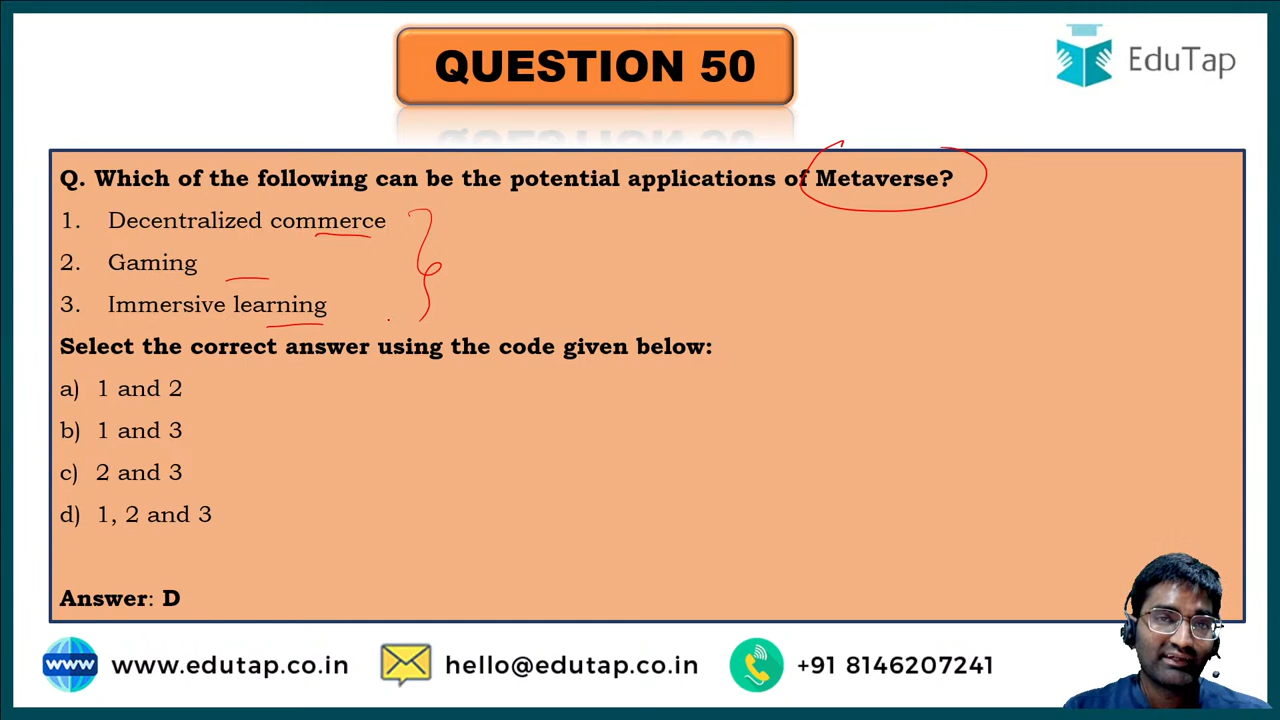 QUESTION 50
EduTap
Q. Which of the following can be the potential applications of Metaverse?
1. Decentralized commerce
2. Gaming
3. Immersive learning
Select the correct answer using the code given below:
a) 1 and 2
b) 1 and 3
c) 2 and 3
d) 1, 2 and 3
Answer: D
www www.edutap.co.in hello@edutap.co.in +91 8146207241